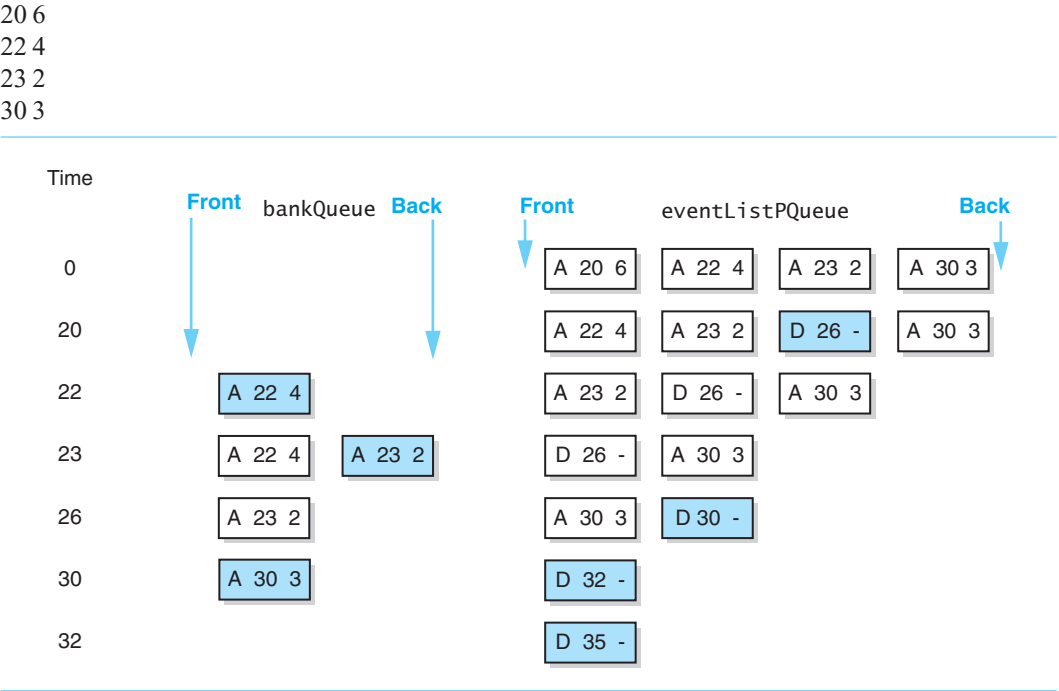 20 6
22 4
23 2
30 3
Time
Front bankQueue Back Front eventListPQueue Back
0 A 20 6 A 22 4 A 23 2 A 30 3
20 A 22 4 A 23 2 D 26 - A 30 3
22 A 22 4 A 23 2 D 26 - A 30 3
23 A 22 4 A 23 2 D 26 - A 30 3
26 A 23 2 A 30 3 D 30 -
30 A 30 3 D 32 -
32 D 35 -